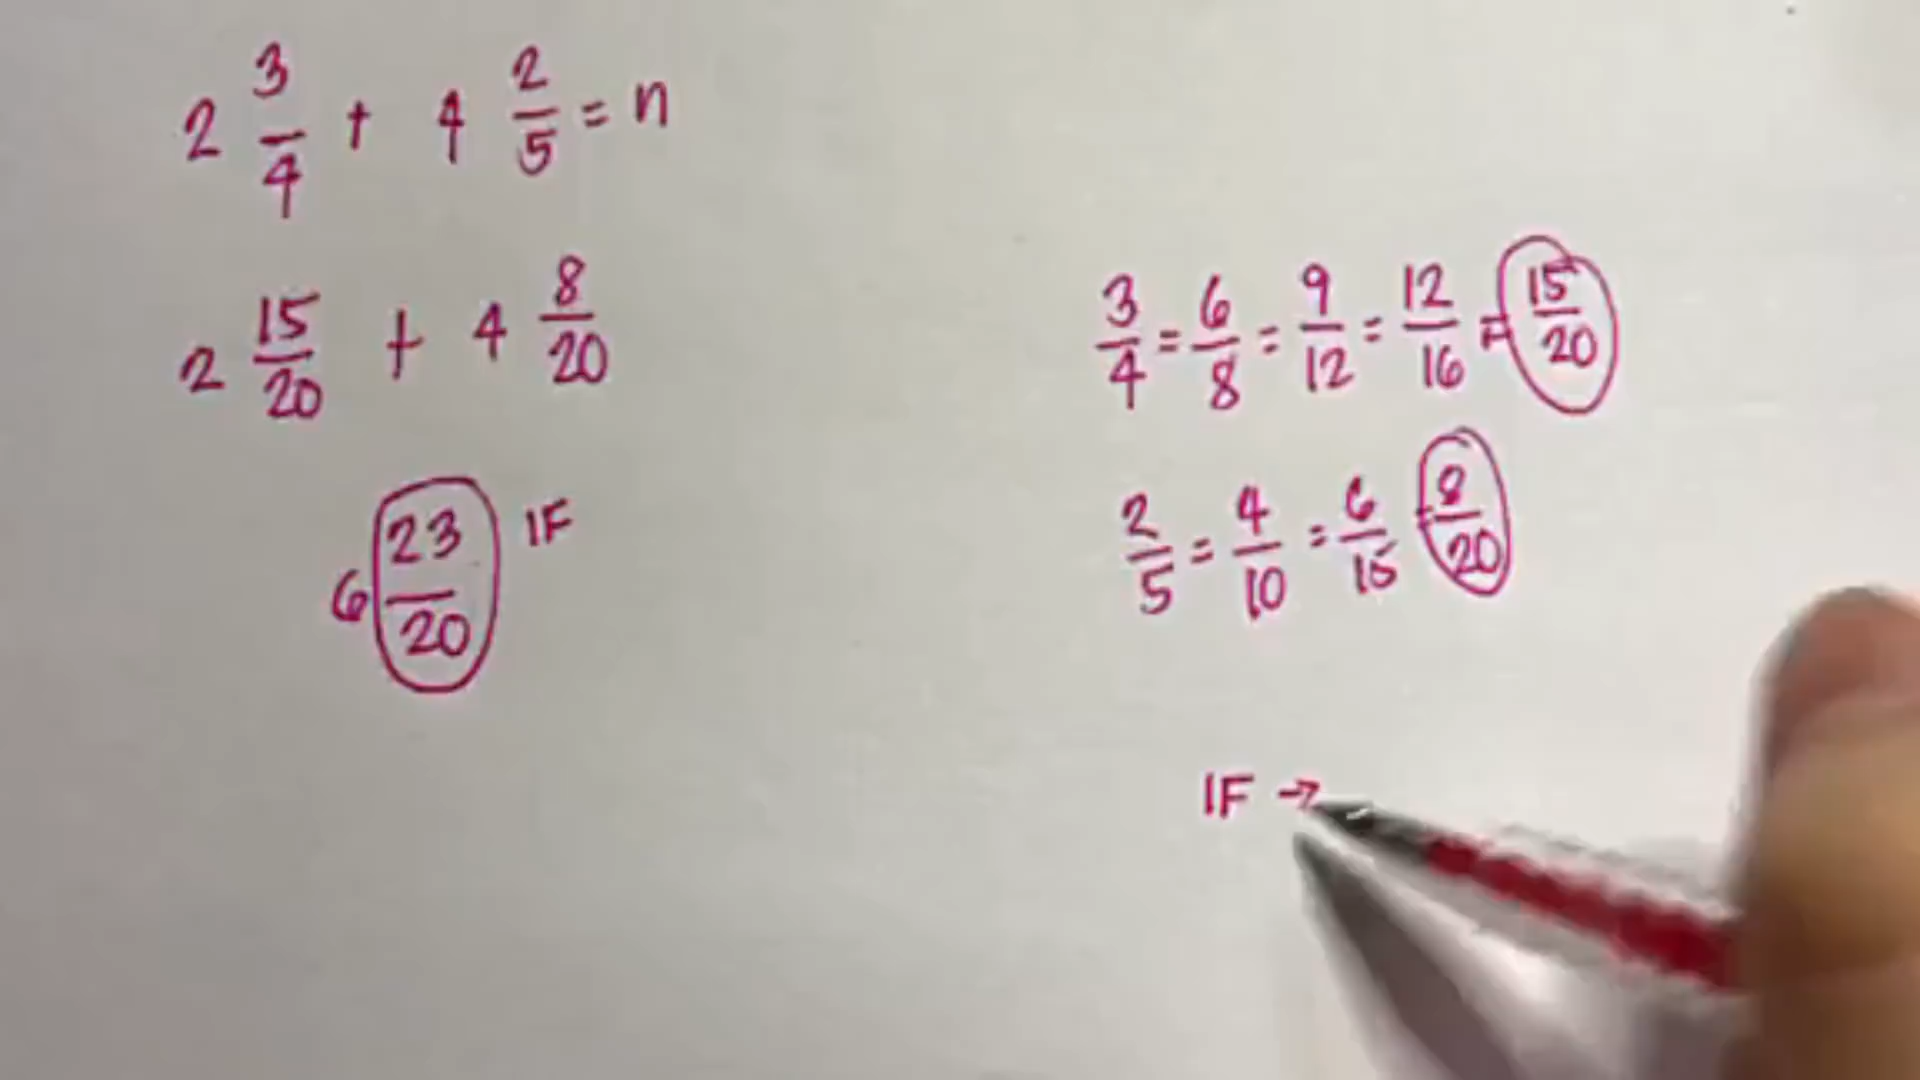 2 3/4 + 4 2/5 = n
2 15/20 + 4 8/20
6 23/20 IF
3/4 = 6/8 = 9/12 = 12/16 = 15/20
2/5 = 4/10 = 6/15 = 8/20
IF →